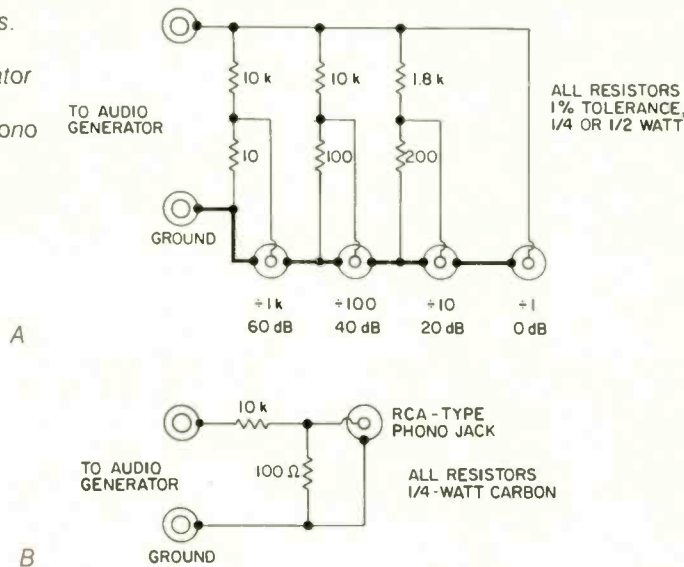 s.
ator
ono
TO AUDIO
GENERATOR
GROUND
10 k
10 k
1.8 k
10
100
200
ALL RESISTORS
1% TOLERANCE,
1/4 OR 1/2 WATT
÷1k
÷100
÷10
÷1
60 dB
40 dB
20 dB
0 dB
A
10 k
100 Ω
RCA-TYPE
PHONO JACK
TO AUDIO
GENERATOR
ALL RESISTORS
1/4-WATT CARBON
GROUND
B